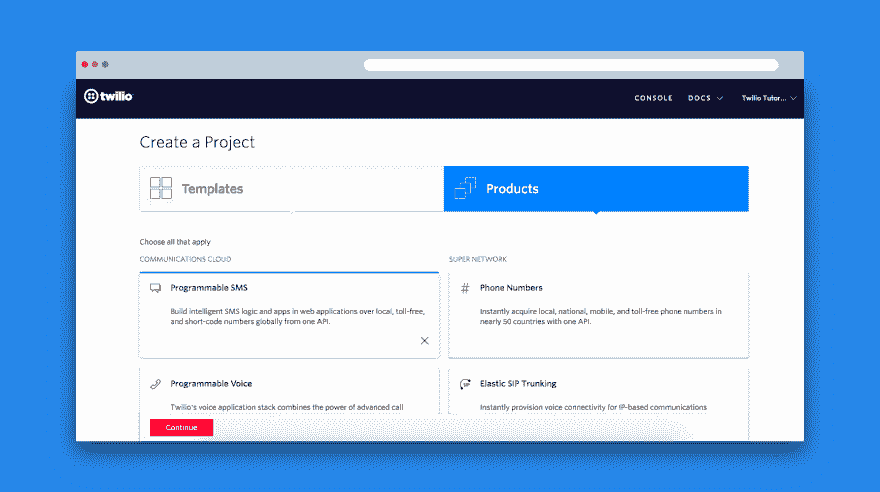 twilio
CONSOLE DOCS Twilio Tutor...
Create a Project
Templates Products
Choose all that apply
COMMUNICATIONS CLOUD
SUPER NETWORK
Programmable SMS
Build intelligent SMS logic and apps in web applications over local, toll-free,
and short-code numbers globally from one API.
Phone Numbers
Instantly acquire local, national, mobile, and toll-free phone numbers in
nearly 50 countries with one API.
Programmable Voice
Twilio's voice application stack combines the power of advanced call
Elastic SIP Trunking
Instantly provision voice connectivity for IP-based communications
Continue